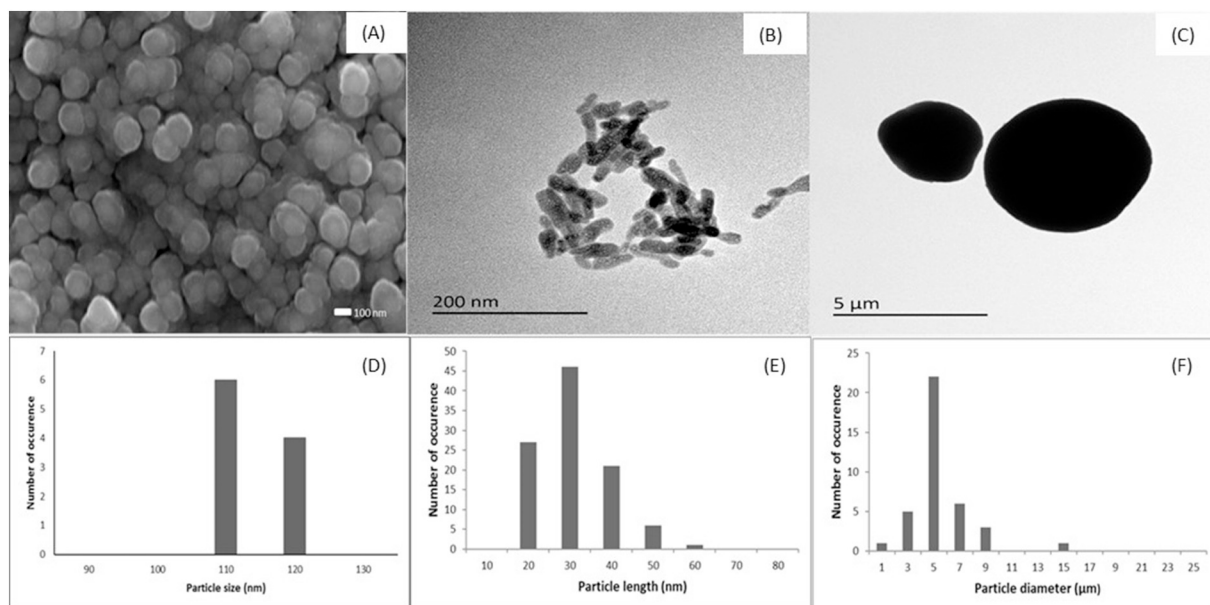 (A)
100 nm
(B)
200 nm
(C)
5 µm
(D)
Number of occurence
7
6
5
4
3
2
1
0
90 100 110 120 130
Particle size (nm)
(E)
Number of occurence
50
45
40
35
30
25
20
15
10
5
0
10 20 30 40 50 60 70 80
Particle length (nm)
(F)
Number of occurence
25
20
15
10
5
0
1 3 5 7 9 11 13 15 17 9 21 23 25
Particle diameter (µm)